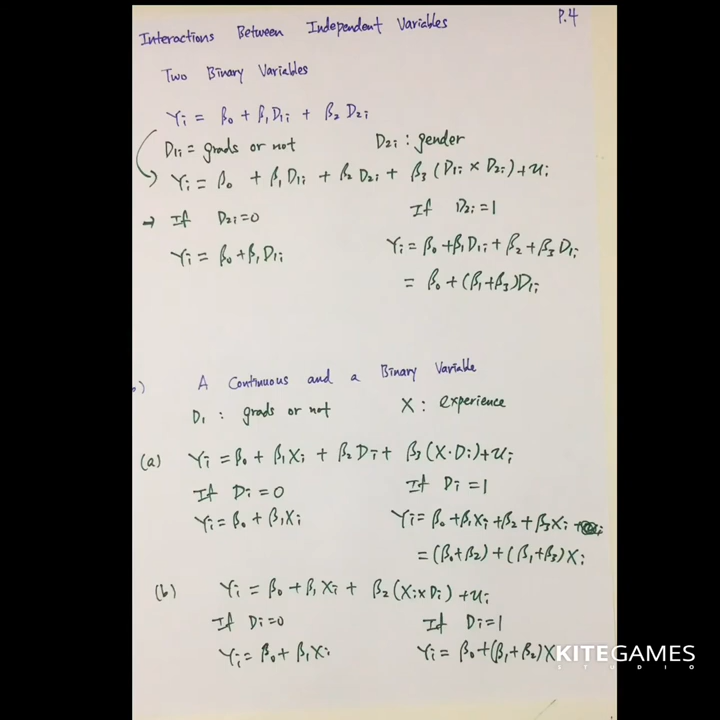 P.4
Interactions Between Independent Variables
Two Binary Variables
Yi = β0 + β1D1i + β2 D2i
D1i = grads or not D2i : gender
Yi = β0 + β1D1i + β2 D2i + β3 (D1i × D2i) + ui
→ If D2i=0 If D2i=1
Yi = β0+β1D1i Yi = β0+β1D1i+β2+β3D1i
= β0+(β1+β3)D1i
A Continuous and a Binary Variable
D1 : grads or not X : experience
(a) Yi = β0 + β1Xi + β2Di + β3(X·Di)+ui
If Di = 0 If Di = 1
Yi = β0 + β1Xi Yi = β0+β1Xi+β2+β3Xi
= (β0+β2) + (β1+β3)Xi
(b) Yi = β0+β1Xi + β2(Xi×Di) + ui
If Di=0 If Di=1
Yi = β0+β1Xi Yi = β0+(β1+β2)X
KITEGAMES
STUDIO